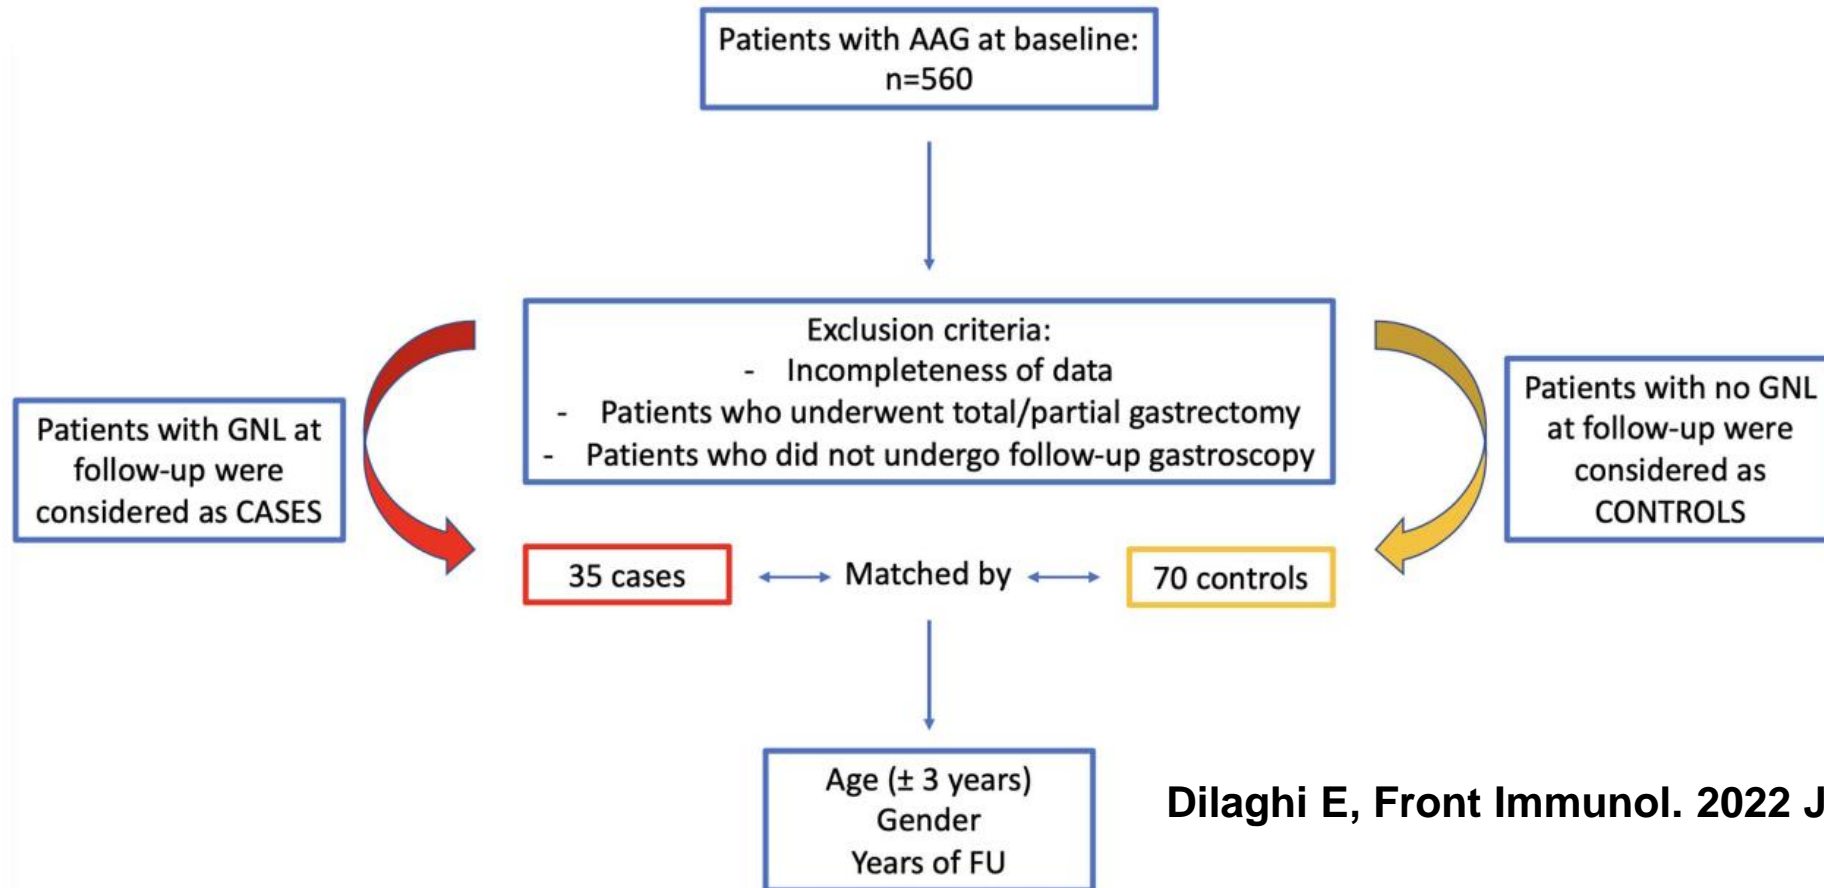 Patients with AAG at baseline:
n=560
Exclusion criteria:
- Incompleteness of data
- Patients who underwent total/partial gastrectomy
- Patients who did not undergo follow-up gastroscopy
Patients with GNL at
follow-up were
considered as CASES
Patients with no GNL
at follow-up were
considered as
CONTROLS
35 cases
Matched by
70 controls
Age (± 3 years)
Gender
Years of FU
Dilaghi E, Front Immunol. 2022 J